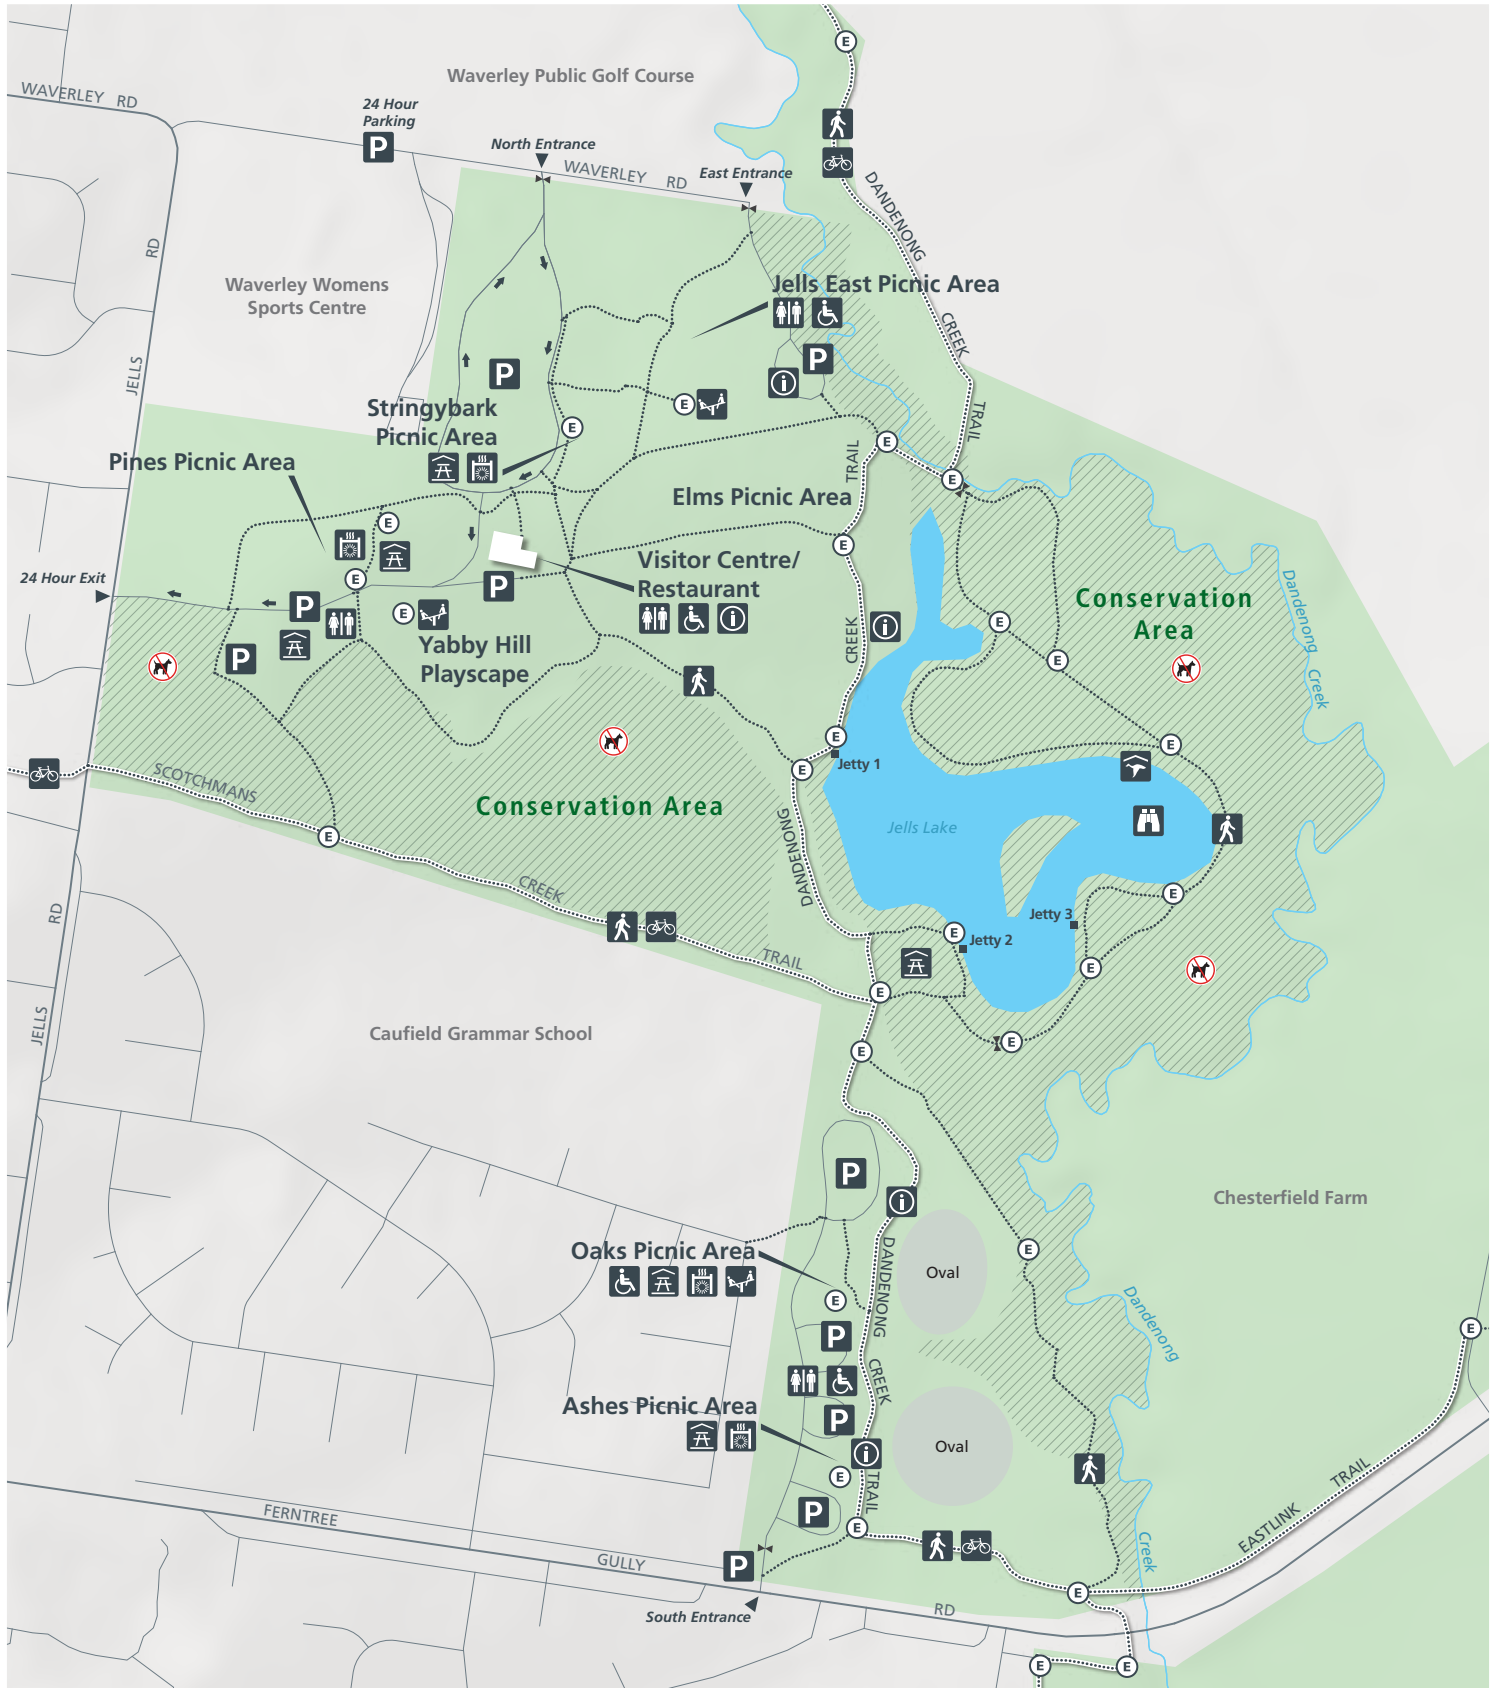 E
Waverley Public Golf Course
WAVERLEY RD
24 Hour
Parking
P
North Entrance
WAVERLEY RD
East Entrance
DANDENONG
CREEK
TRAIL
RD
JELLS
Waverley Womens
Sports Centre
Jells East Picnic Area
P
i
P
E
Stringybark
Picnic Area
E
E
E
Pines Picnic Area
Elms Picnic Area
TRAIL
E
E
Visitor Centre/
Restaurant
i
P
24 Hour Exit
E
P
E
Yabby Hill
Playscape
P
CREEK
i
E
E
Conservation
Area
Dandenong
Creek
E
E
Jetty 1
E
SCOTCHMANS
Conservation Area
E
DANDENONG
Jells Lake
CREEK
TRAIL
E
Jetty 3
E
Jetty 2
E
E
RD
JELLS
Caufield Grammar School
E
E
P
i
Chesterfield Farm
Oaks Picnic Area
DANDENONG
Oval
E
E
P
Dandenong
E
CREEK
P
Ashes Picnic Area
i
Oval
E
TRAIL
P
E
FERNTREE
GULLY
P
EASTLINK
TRAIL
Creek
E
South Entrance
RD
E
E